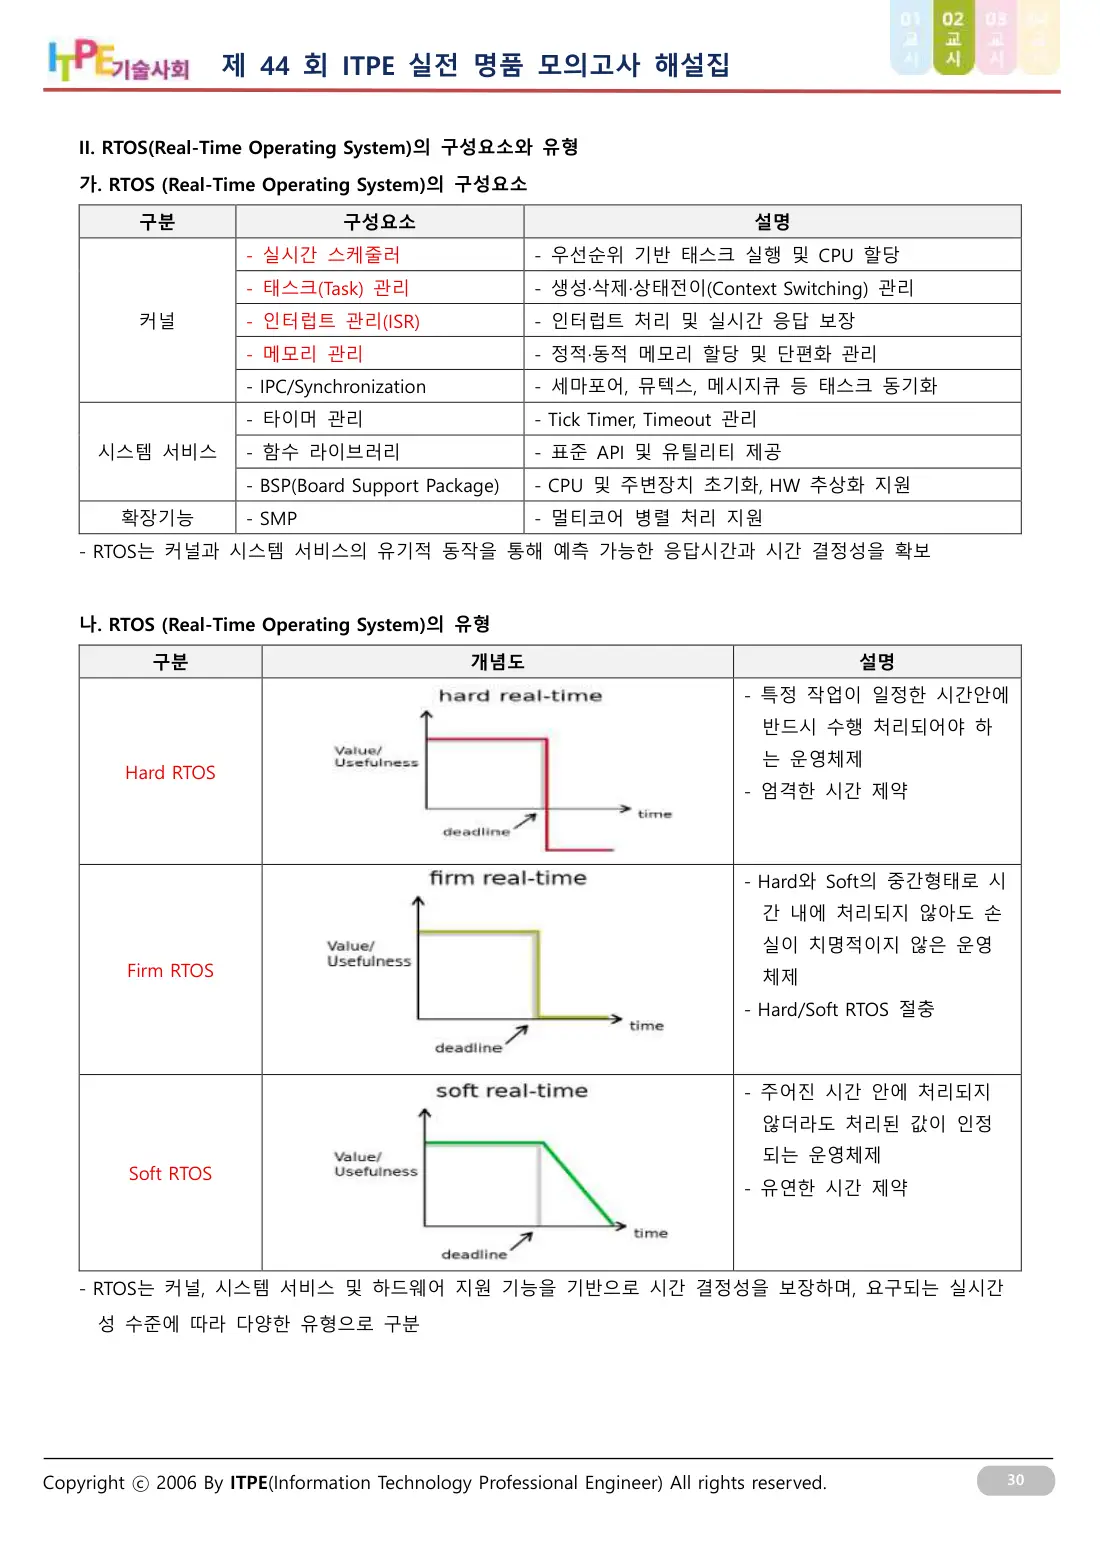 ITPE기술사회 제 44 회 ITPE 실전 명품 모의고사 해설집
01 교시 02 교시 03 교시
II. RTOS(Real-Time Operating System)의 구성요소와 유형
가. RTOS (Real-Time Operating System)의 구성요소
구분 구성요소 설명
커널
- 실시간 스케줄러 - 우선순위 기반 태스크 실행 및 CPU 할당
- 태스크(Task) 관리 - 생성·삭제·상태전이(Context Switching) 관리
- 인터럽트 관리(ISR) - 인터럽트 처리 및 실시간 응답 보장
- 메모리 관리 - 정적·동적 메모리 할당 및 단편화 관리
- IPC/Synchronization - 세마포어, 뮤텍스, 메시지큐 등 태스크 동기화
시스템 서비스
- 타이머 관리 - Tick Timer, Timeout 관리
- 함수 라이브러리 - 표준 API 및 유틸리티 제공
- BSP(Board Support Package) - CPU 및 주변장치 초기화, HW 추상화 지원
확장기능 - SMP - 멀티코어 병렬 처리 지원
- RTOS는 커널과 시스템 서비스의 유기적 동작을 통해 예측 가능한 응답시간과 시간 결정성을 확보
나. RTOS (Real-Time Operating System)의 유형
구분 개념도 설명
Hard RTOS
hard real-time
Value/
Usefulness
deadline
time
- 특정 작업이 일정한 시간안에
반드시 수행 처리되어야 하
는 운영체제
- 엄격한 시간 제약
Firm RTOS
firm real-time
Value/
Usefulness
deadline
time
- Hard와 Soft의 중간형태로 시
간 내에 처리되지 않아도 손
실이 치명적이지 않은 운영
체제
- Hard/Soft RTOS 절충
Soft RTOS
soft real-time
Value/
Usefulness
deadline
time
- 주어진 시간 안에 처리되지
않더라도 처리된 값이 인정
되는 운영체제
- 유연한 시간 제약
- RTOS는 커널, 시스템 서비스 및 하드웨어 지원 기능을 기반으로 시간 결정성을 보장하며, 요구되는 실시간
성 수준에 따라 다양한 유형으로 구분
Copyright ⓒ 2006 By ITPE(Information Technology Professional Engineer) All rights reserved.
30